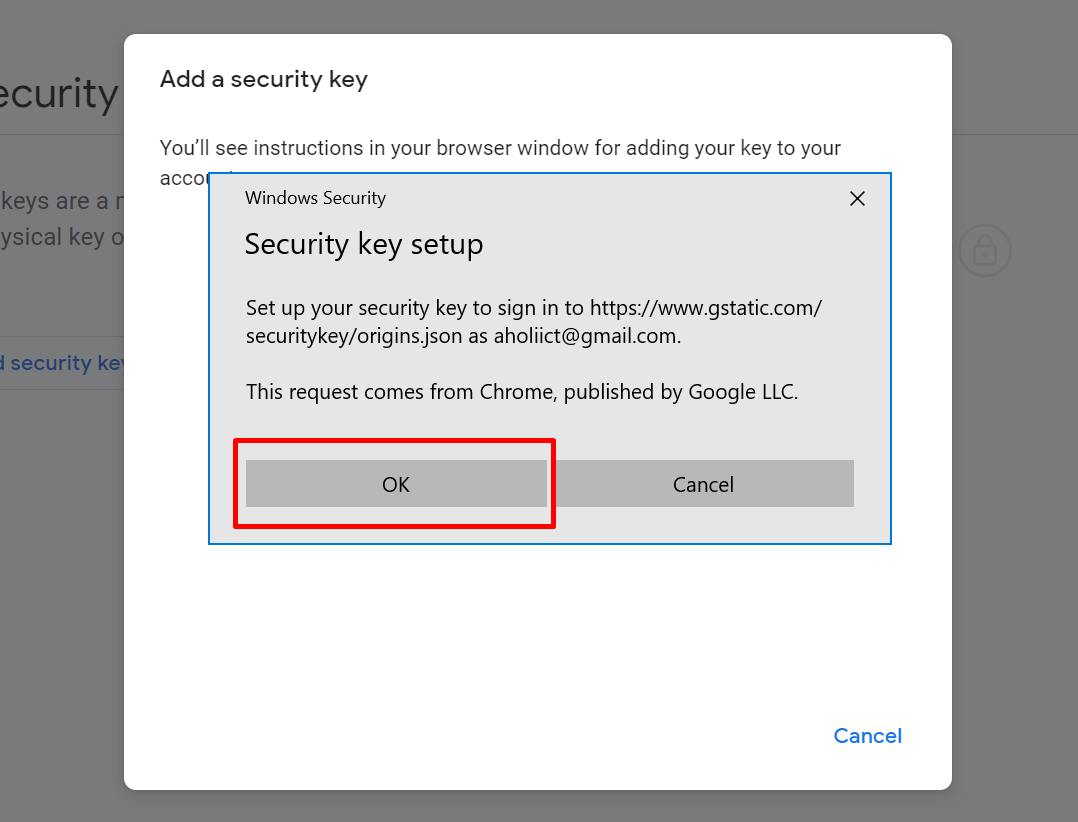 Add a security key
ecurity
You’ll see instructions in your browser window for adding your key to your
keys are a
ysical key
Windows Security
Security key setup
Set up your security key to sign in to https://www.gstatic.com/
securitykey/origins.json as aholiict@gmail.com.
security key
This request comes from Chrome, published by Google LLC.
OK
Cancel
Cancel